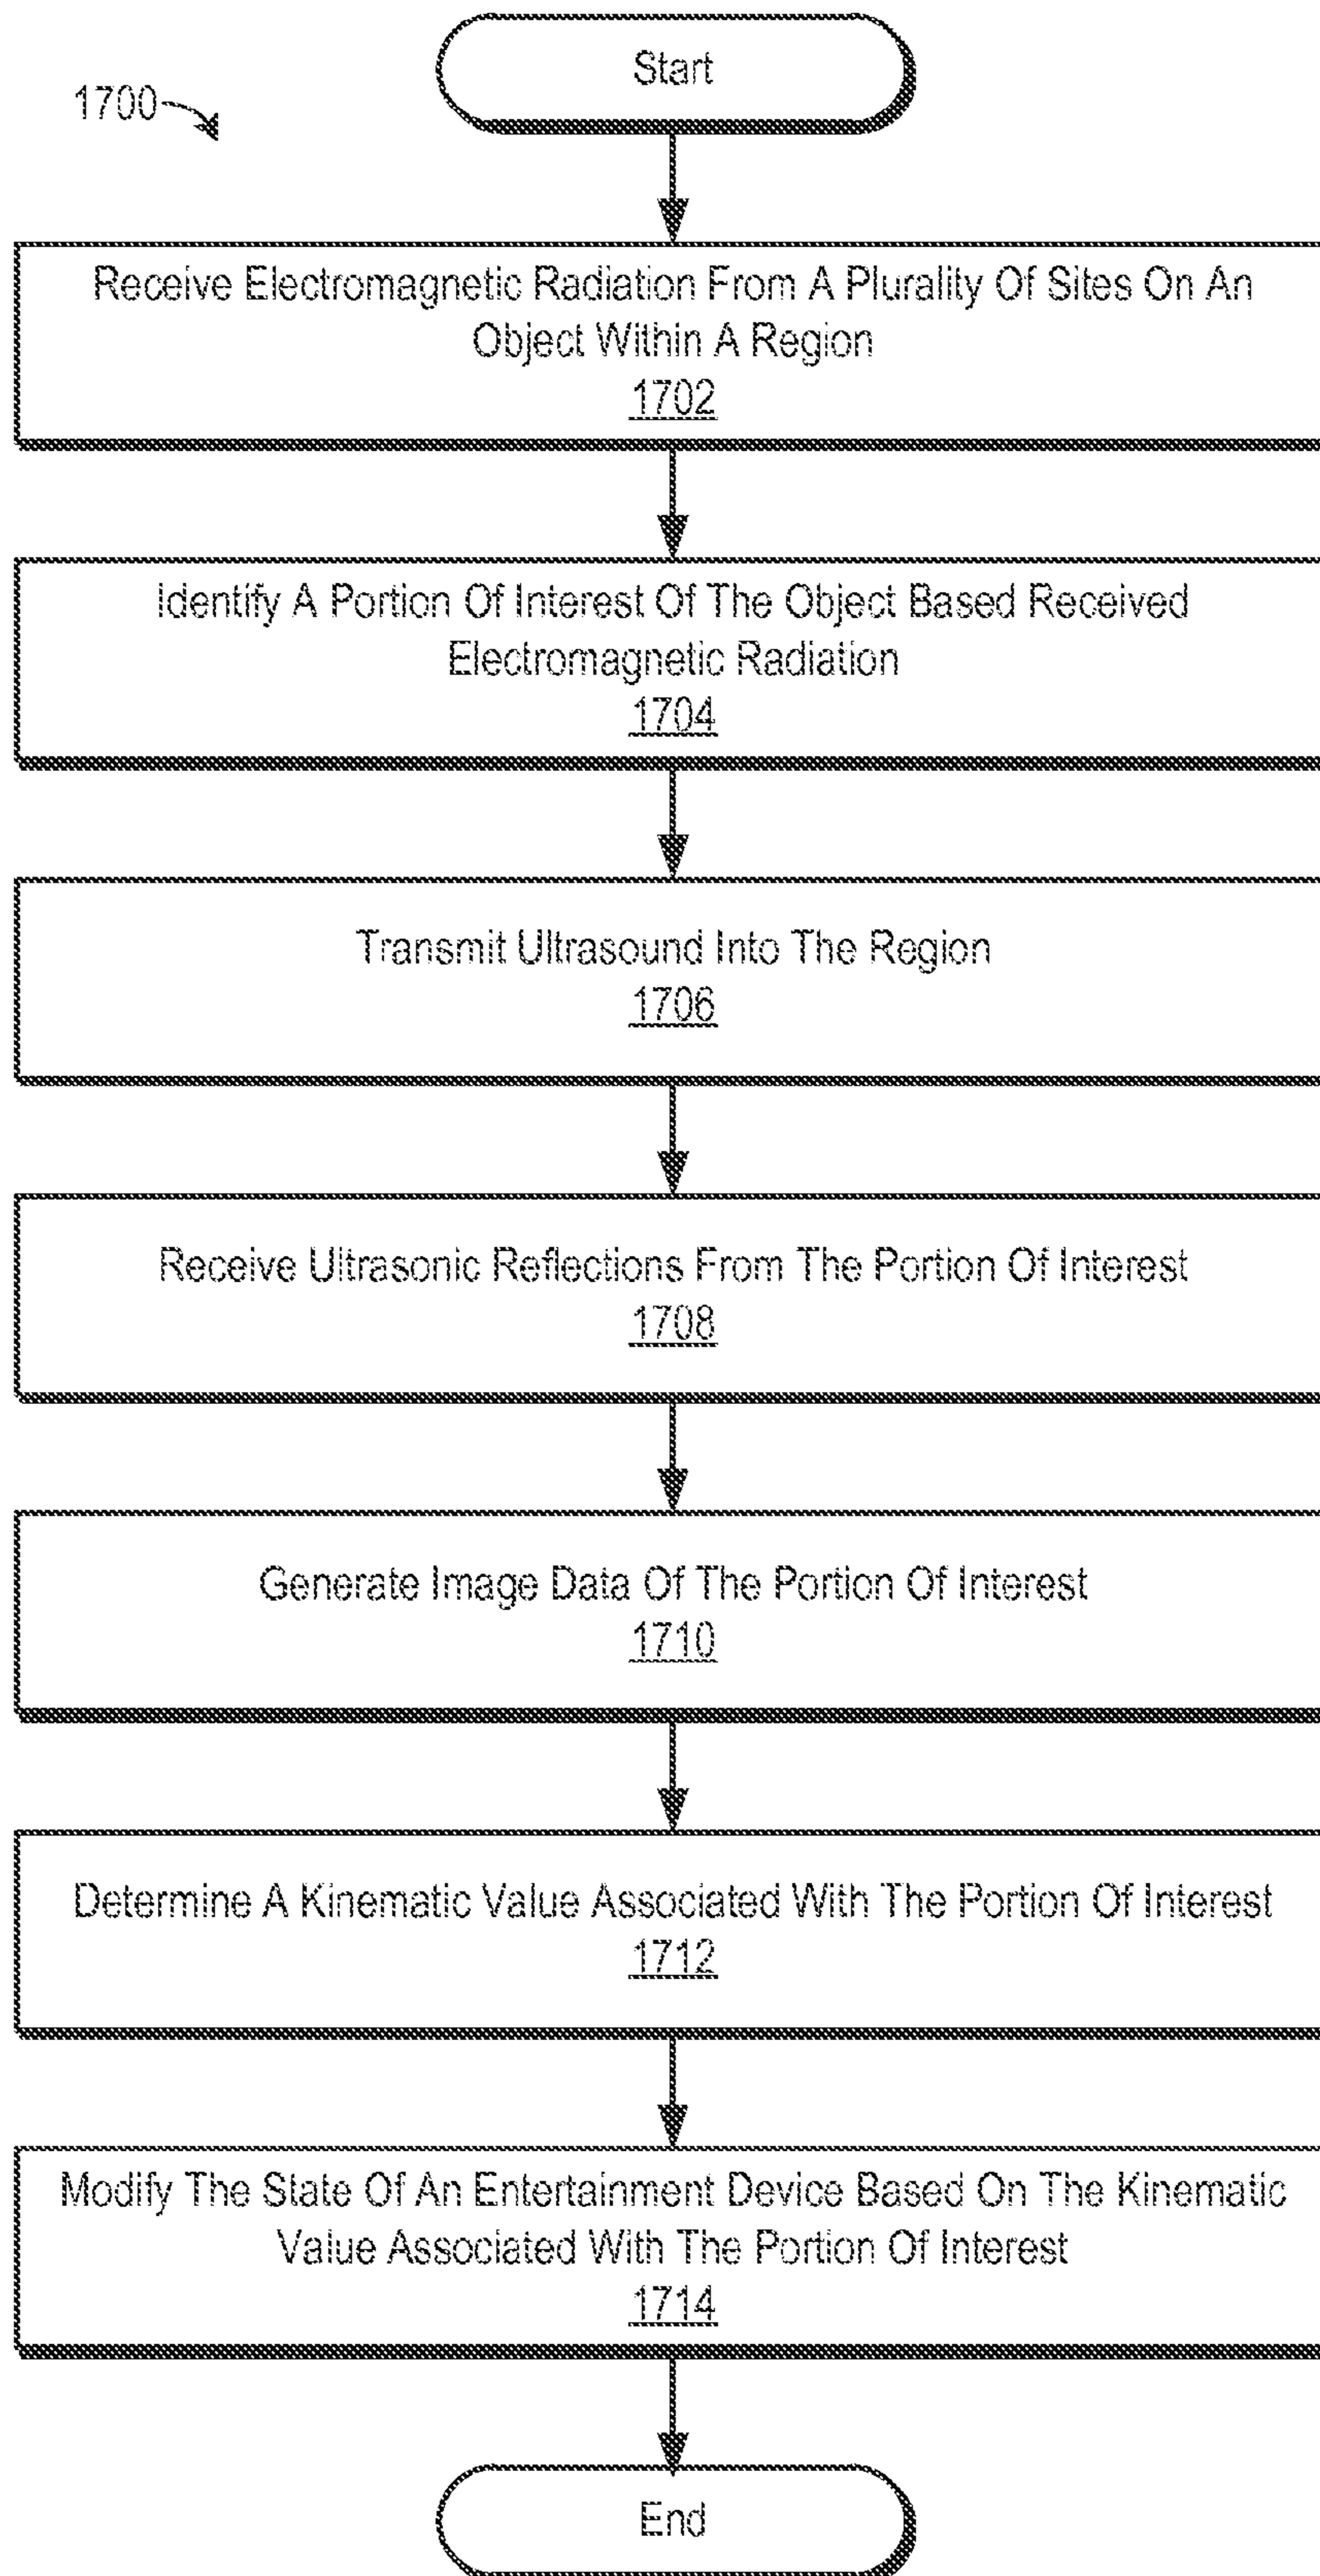 Start
1700
Receive Electromagnetic Radiation From A Plurality Of Sites On An
Object Within A Region
1702
Identify A Portion Of Interest Of The Object Based Received
Electromagnetic Radiation
1704
Transmit Ultrasound Into The Region
1706
Receive Ultrasonic Reflections From The Portion Of Interest
1708
Generate Image Data Of The Portion Of Interest
1710
Determine A Kinematic Value Associated With The Portion Of Interest
1712
Modify The State Of An Entertainment Device Based On The Kinematic
Value Associated With The Portion Of Interest
1714
End